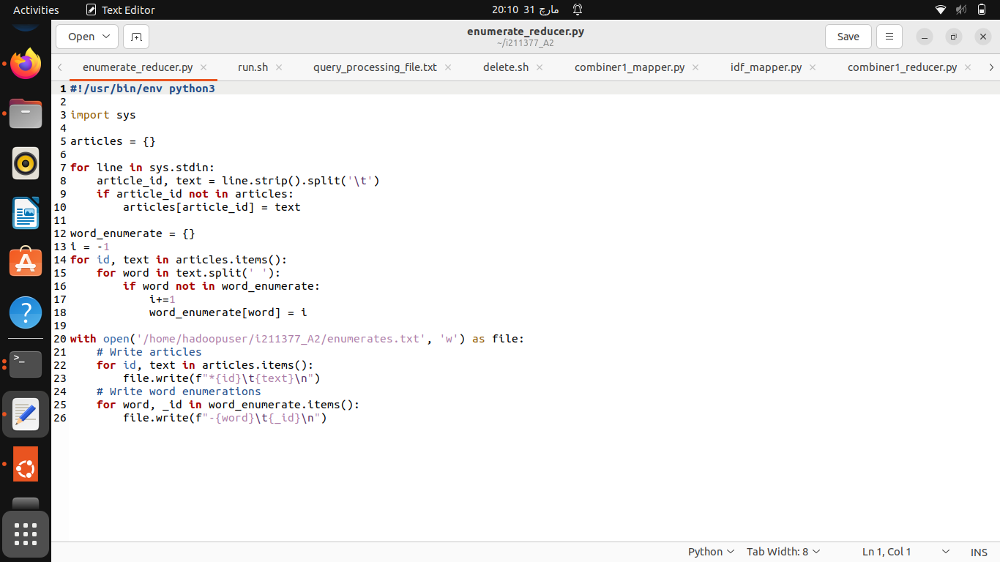 Activities Text Editor 20:10 31 مارچ
Open enumerate_reducer.py Save
~/i211377_A2
enumerate_reducer.py run.sh query_processing_file.txt delete.sh combiner1_mapper.py idf_mapper.py combiner1_reducer.py
1 #!/usr/bin/env python3
2
3 import sys
4
5 articles = {}
6
7 for line in sys.stdin:
8     article_id, text = line.strip().split('\t')
9     if article_id not in articles:
10         articles[article_id] = text
11
12 word_enumerate = {}
13 i = -1
14 for id, text in articles.items():
15     for word in text.split(' '):
16         if word not in word_enumerate:
17             i+=1
18             word_enumerate[word] = i
19
20 with open('/home/hadoopuser/i211377_A2/enumerates.txt', 'w') as file:
21     # Write articles
22     for id, text in articles.items():
23         file.write(f"*{id}\t{text}\n")
24     # Write word enumerations
25     for word, _id in word_enumerate.items():
26         file.write(f"-{word}\t{_id}\n")
Python Tab Width: 8 Ln 1, Col 1 INS